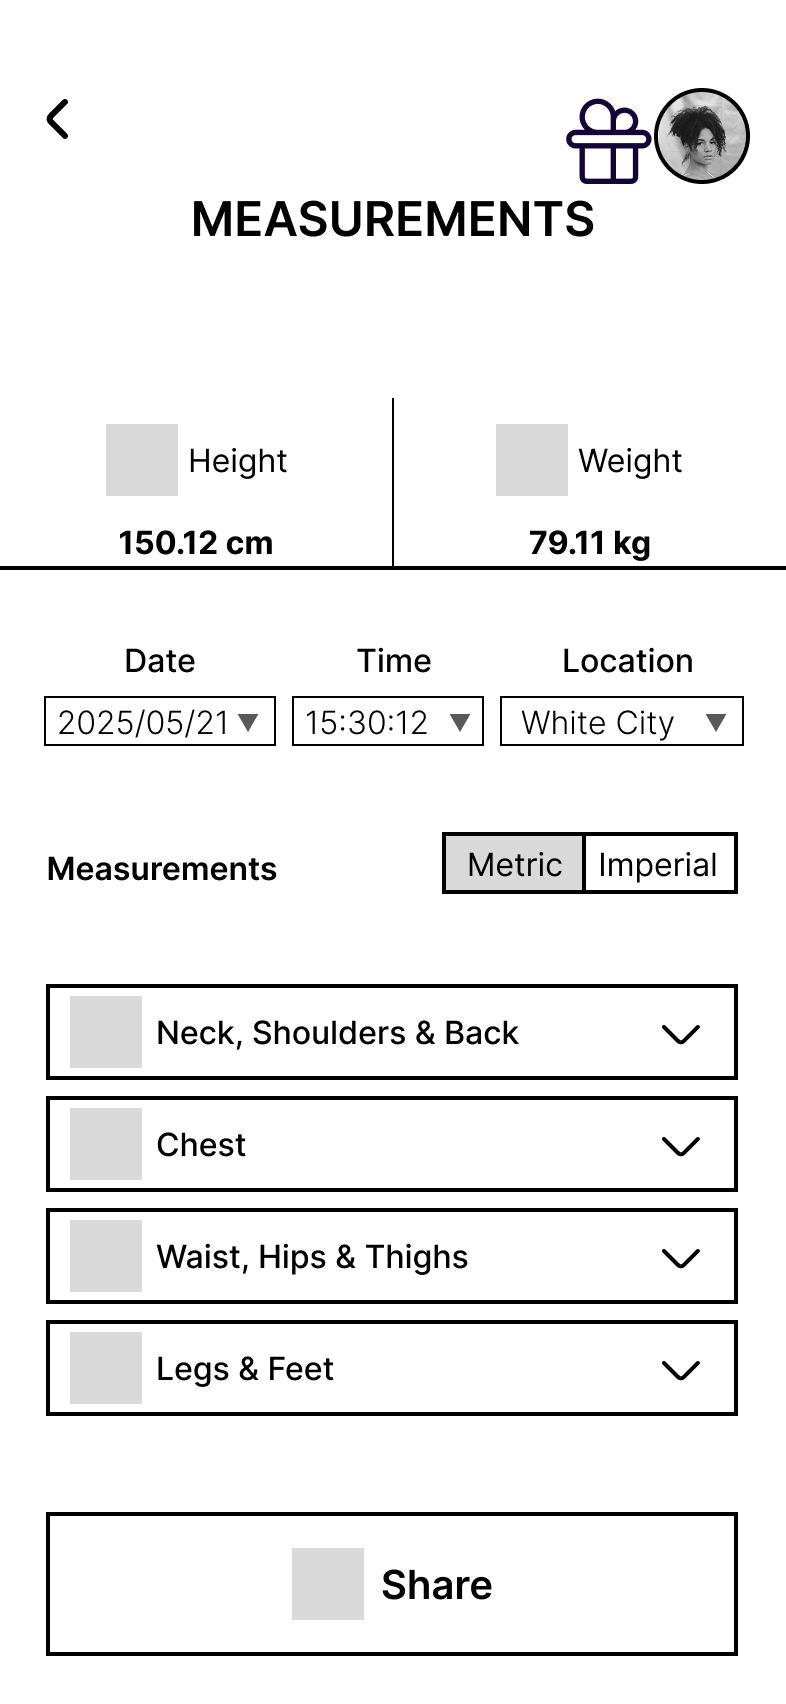 MEASUREMENTS
Height
Weight
150.12 cm
79.11 kg
Date
Time
Location
2025/05/21
15:30:12
White City
Measurements
Metric
Imperial
Neck, Shoulders & Back
Chest
Waist, Hips & Thighs
Legs & Feet
Share